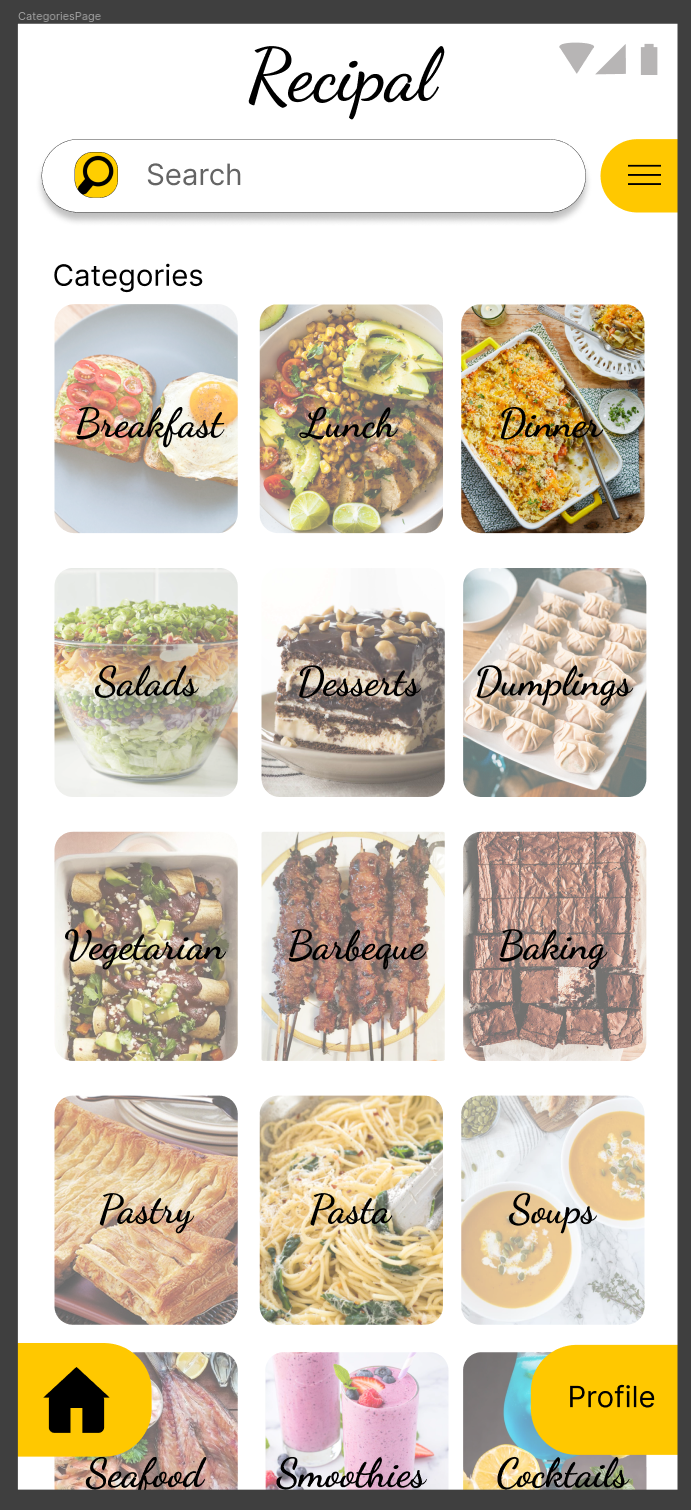 CategoriesPage
Recipal
Search
Categories
Breakfast
Lunch
Dinner
Salads
Desserts
Dumplings
Vegetarian
Barbeque
Baking
Pastry
Pasta
Soups
Profile
Seafood
Smoothies
Cocktails